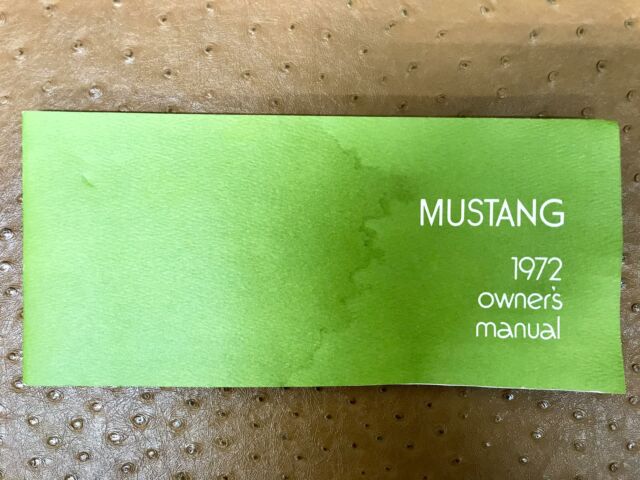 MUSTANG
1972
owner's
manual